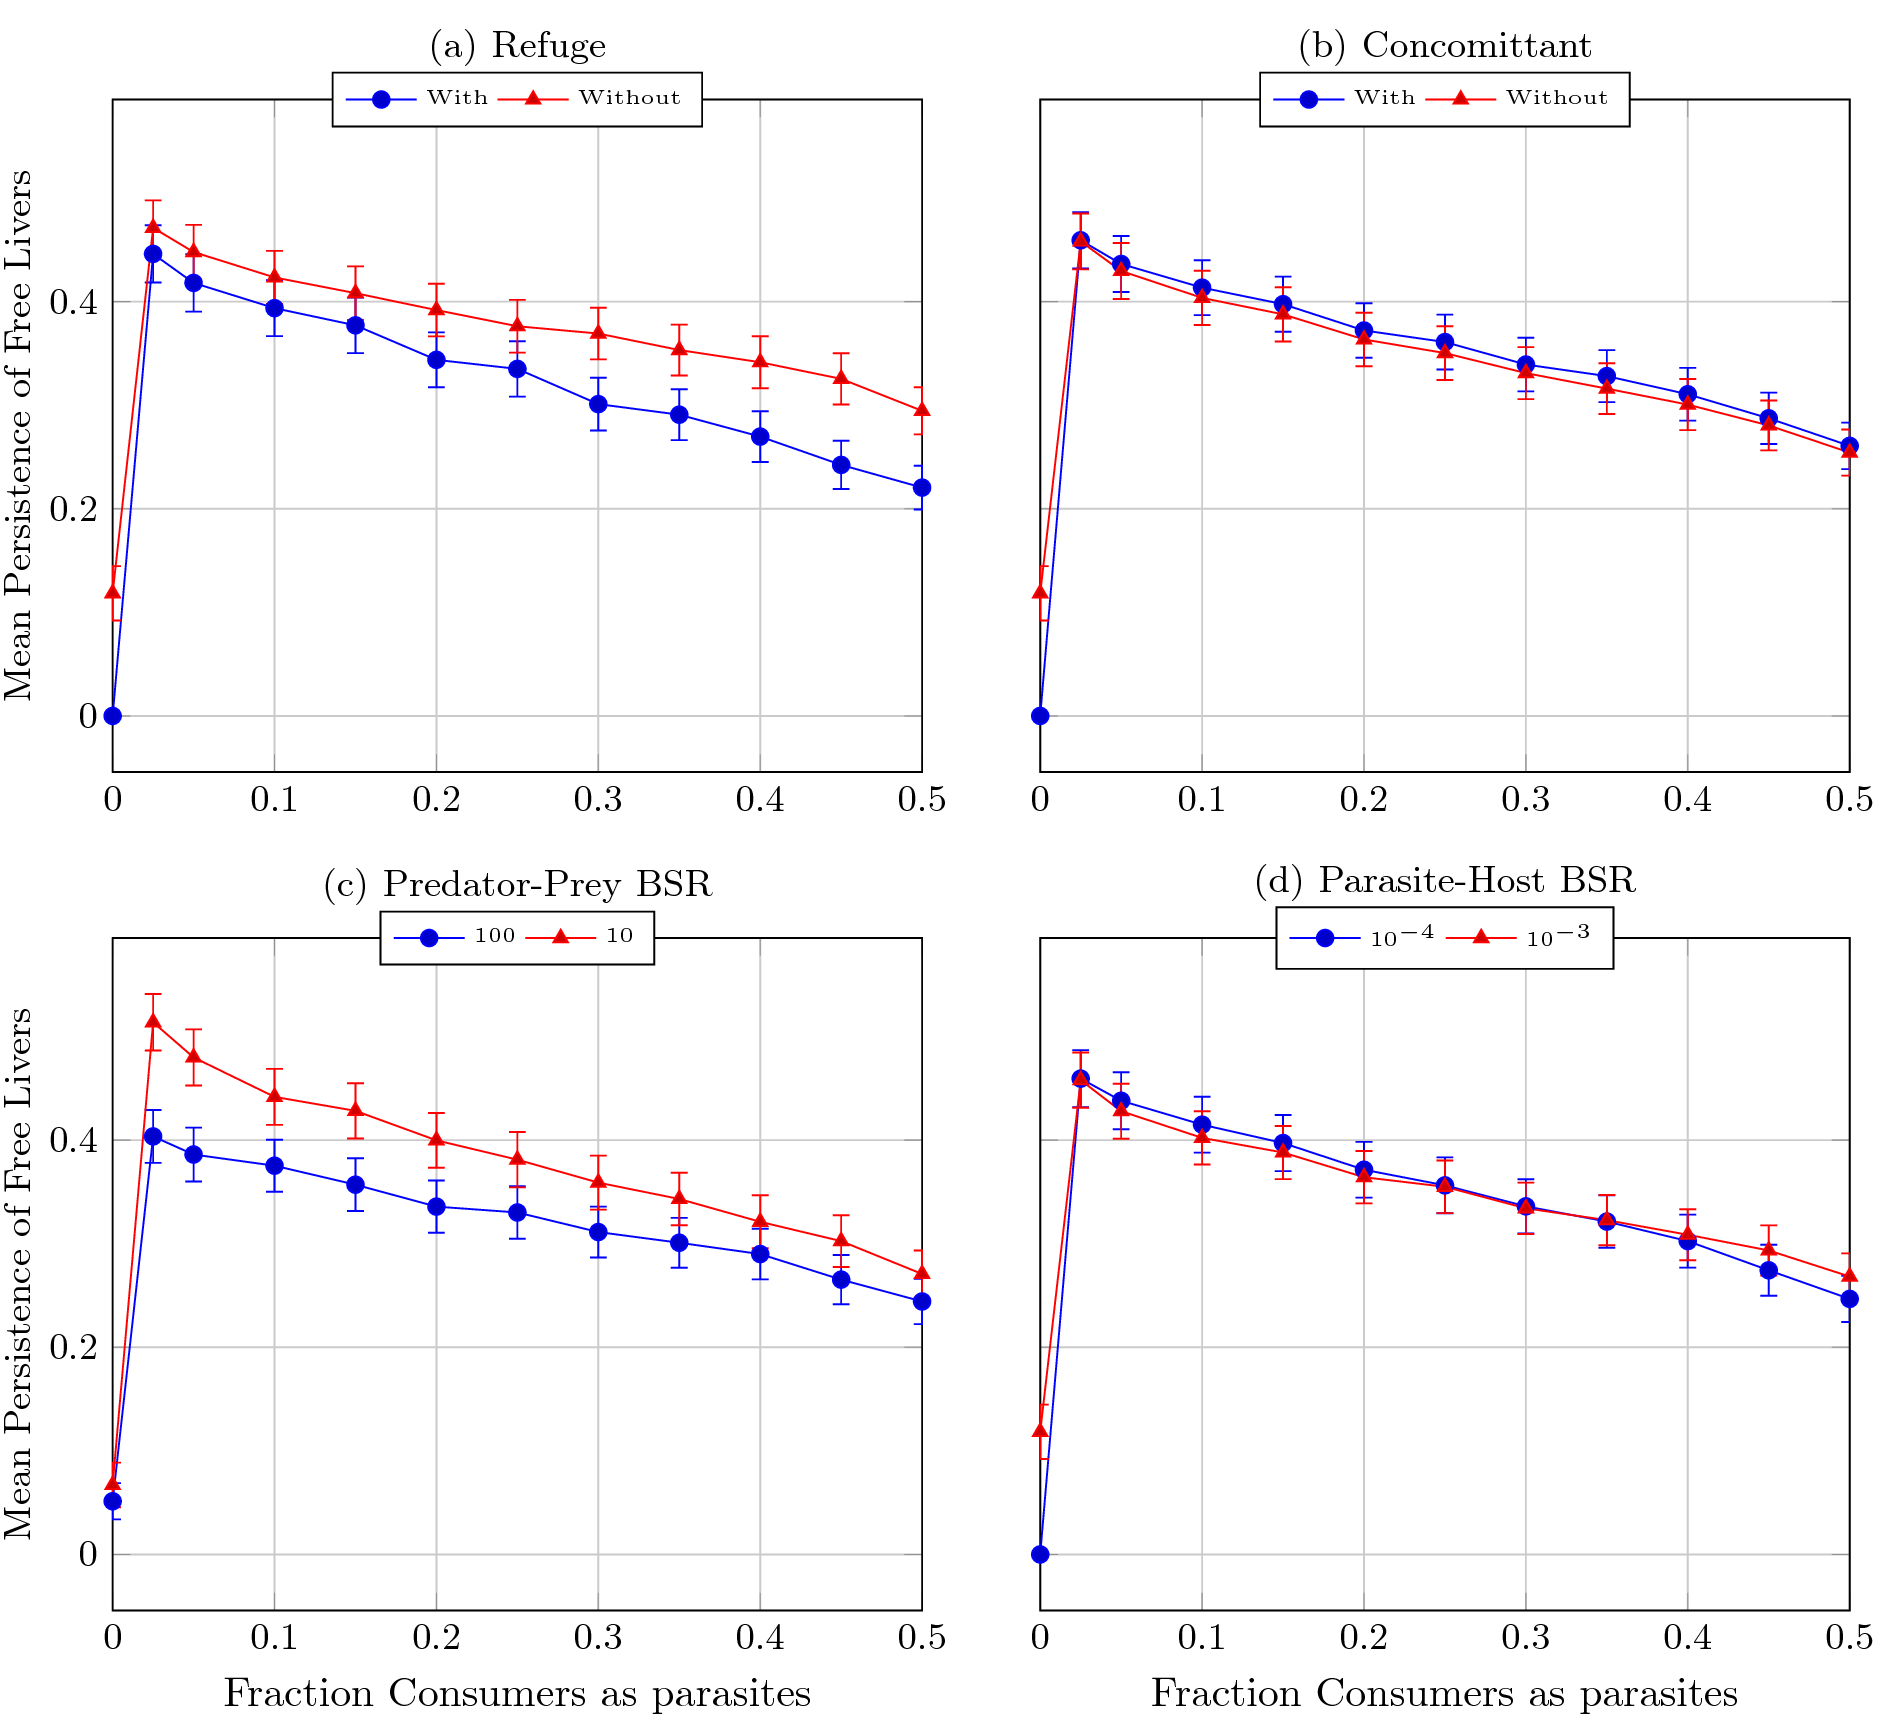 (a) Refuge
With Without
Mean Persistence of Free Livers
0.4
0.2
0
0 0.1 0.2 0.3 0.4 0.5
(b) Concomittant
With Without
0 0.1 0.2 0.3 0.4 0.5
(c) Predator-Prey BSR
100 10
Mean Persistence of Free Livers
0.4
0.2
0
0 0.1 0.2 0.3 0.4 0.5
Fraction Consumers as parasites
(d) Parasite-Host BSR
10⁻⁴ 10⁻³
0 0.1 0.2 0.3 0.4 0.5
Fraction Consumers as parasites